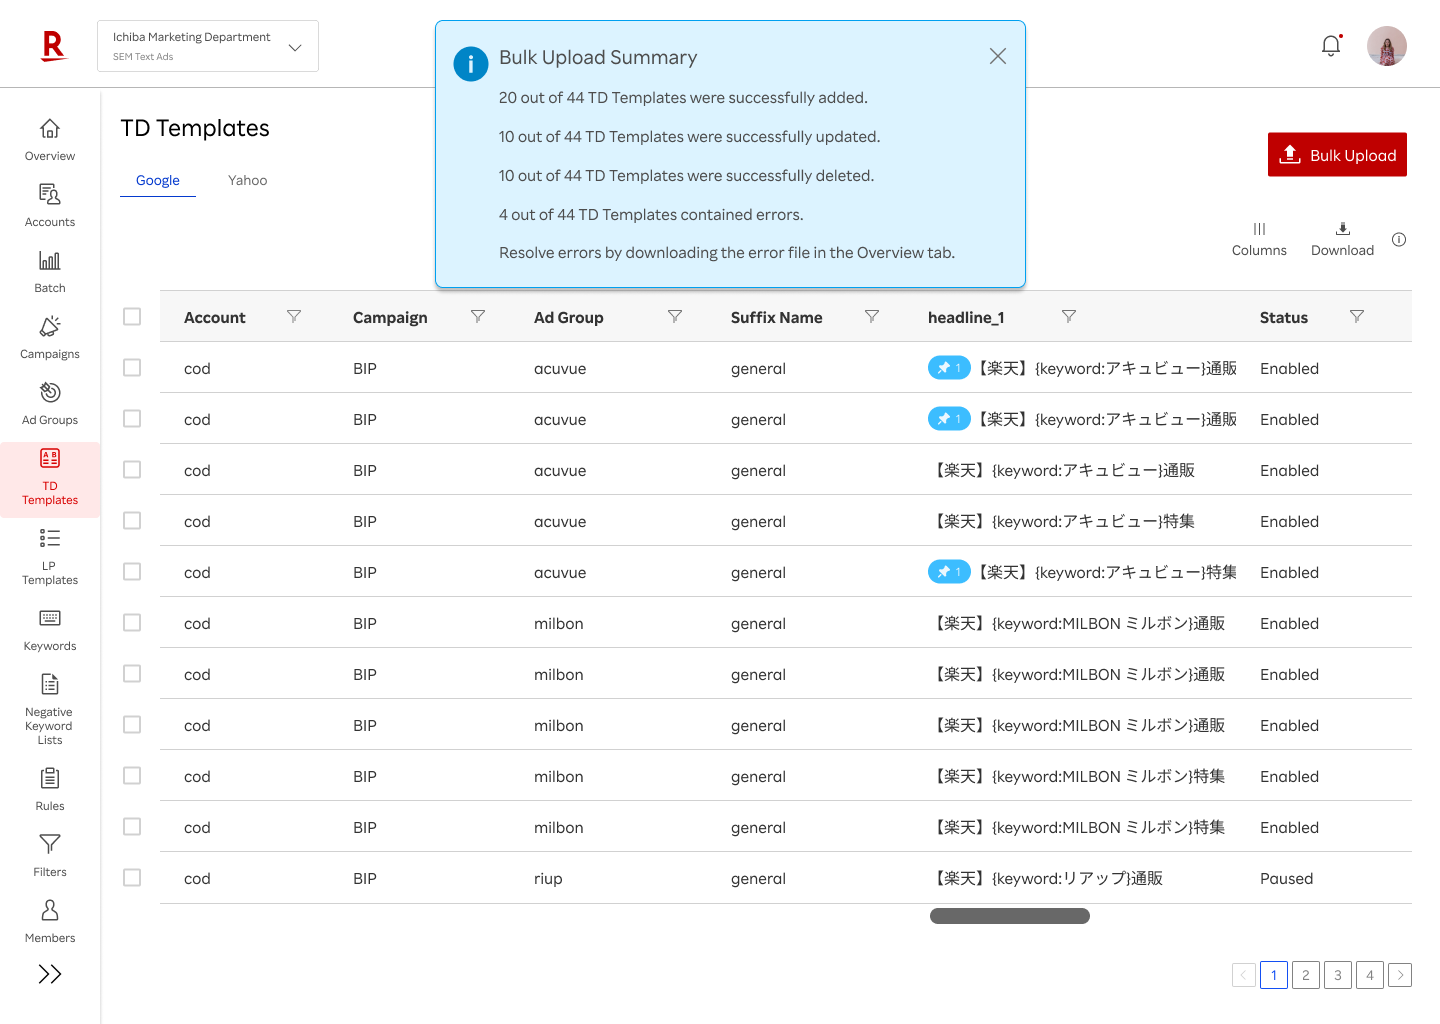 R
Ichiba Marketing Department
SEM Text Ads
i
Bulk Upload Summary
20 out of 44 TD Templates were successfully added.
10 out of 44 TD Templates were successfully updated.
10 out of 44 TD Templates were successfully deleted.
4 out of 44 TD Templates contained errors.
Resolve errors by downloading the error file in the Overview tab.
Overview
Accounts
Batch
Campaigns
Ad Groups
A B
TD
Templates
LP
Templates
Keywords
Negative
Keyword
Lists
Rules
Filters
Members
TD Templates
Bulk Upload
Google Yahoo
Columns Download
Account Campaign Ad Group Suffix Name headline_1 Status
cod BIP acuvue general 1 【楽天】{keyword:アキュビュー}通販 Enabled
cod BIP acuvue general 1 【楽天】{keyword:アキュビュー}通販 Enabled
cod BIP acuvue general 【楽天】{keyword:アキュビュー}通販 Enabled
cod BIP acuvue general 【楽天】{keyword:アキュビュー}特集 Enabled
cod BIP acuvue general 1 【楽天】{keyword:アキュビュー}特集 Enabled
cod BIP milbon general 【楽天】{keyword:MILBON ミルボン}通販 Enabled
cod BIP milbon general 【楽天】{keyword:MILBON ミルボン}通販 Enabled
cod BIP milbon general 【楽天】{keyword:MILBON ミルボン}通販 Enabled
cod BIP milbon general 【楽天】{keyword:MILBON ミルボン}特集 Enabled
cod BIP milbon general 【楽天】{keyword:MILBON ミルボン}特集 Enabled
cod BIP riup general 【楽天】{keyword:リアップ}通販 Paused
1 2 3 4